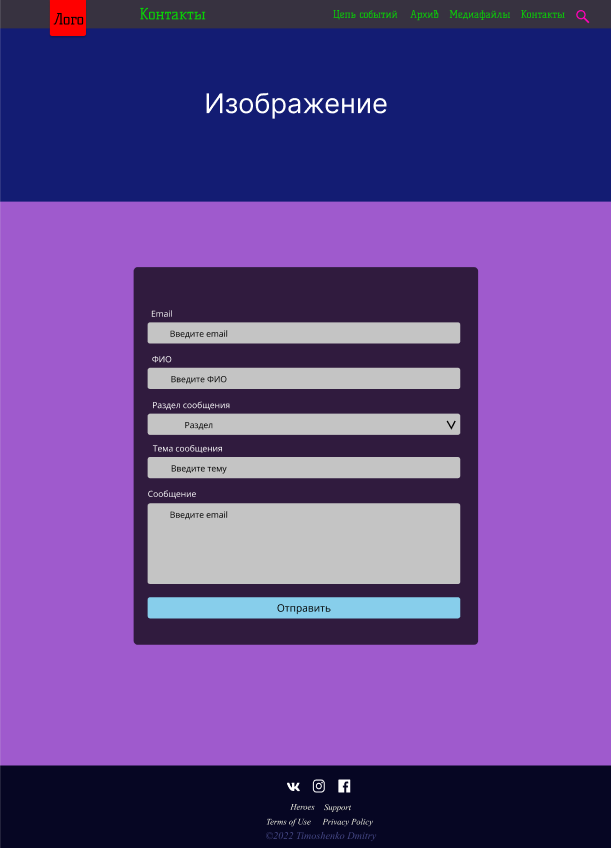 Лого Контакты Цепь событий Архив Медиафайлы Контакты
Изображение
Email
Введите email
ФИО
Введите ФИО
Раздел сообщения
Раздел
Тема сообщения
Введите тему
Сообщение
Введите email
Отправить
Heroes Support
Terms of Use Privacy Policy
©2022 Timoshenko Dmitry